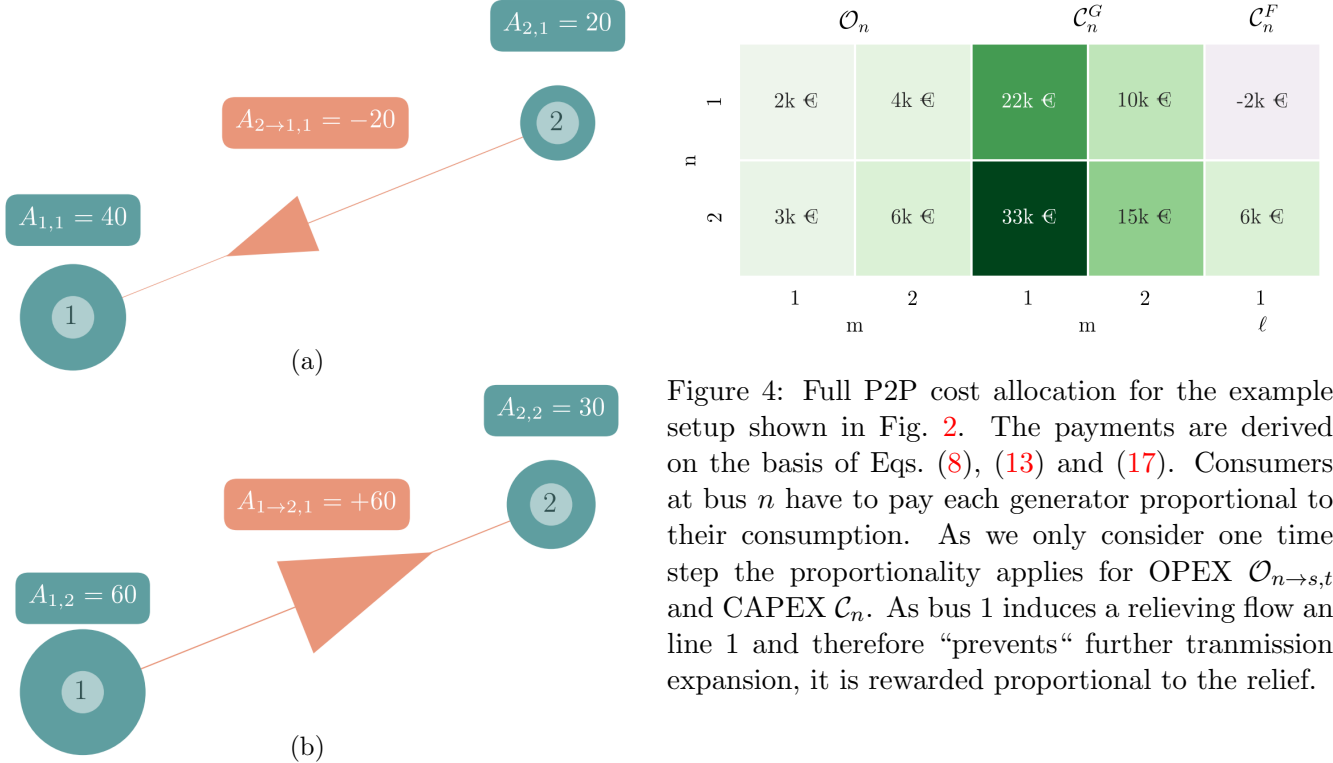 A_{2,1} = 20
A_{2→1,1} = −20
2
A_{1,1} = 40
1
(a)
A_{2,2} = 30
A_{1→2,1} = +60
2
A_{1,2} = 60
1
(b)
𝒪_n 𝒞_n^G 𝒞_n^F
1 2k € 4k € 22k € 10k € -2k €
n
2 3k € 6k € 33k € 15k € 6k €
1 2 1 2 1
m m ℓ
Figure 4: Full P2P cost allocation for the example
setup shown in Fig. 2. The payments are derived
on the basis of Eqs. (8), (13) and (17). Consumers
at bus n have to pay each generator proportional to
their consumption. As we only consider one time
step the proportionality applies for OPEX 𝒪_{n→s,t}
and CAPEX 𝒞_n. As bus 1 induces a relieving flow an
line 1 and therefore “prevents“ further tranmission
expansion, it is rewarded proportional to the relief.